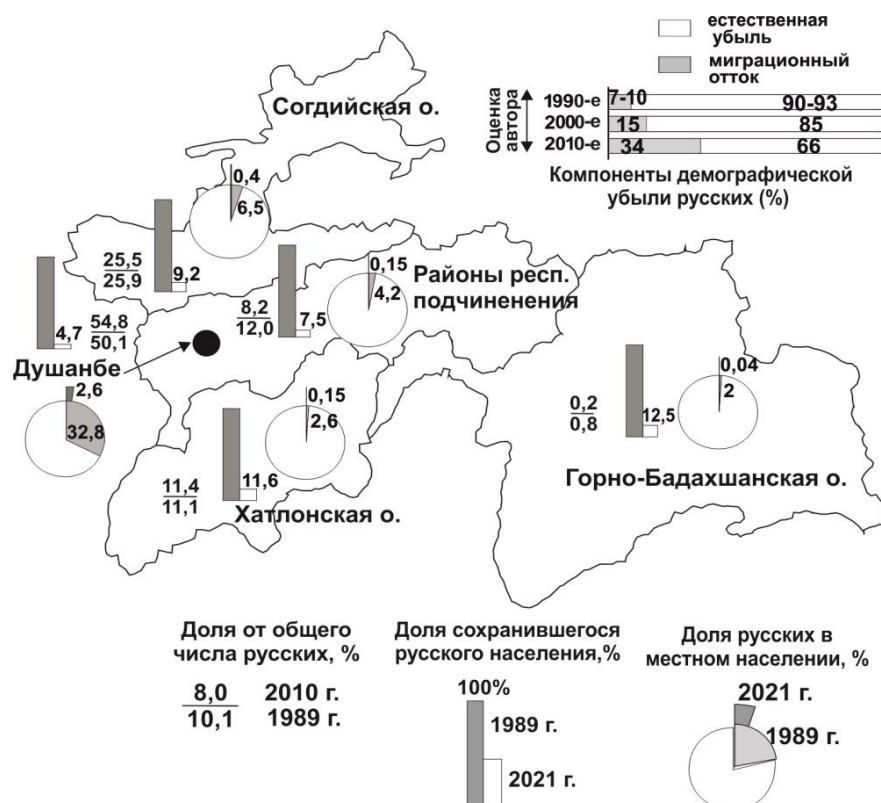 естественная
убыль
миграционный
отток
Оценка
автора
1990-е 7-10 90-93
2000-е 15 85
2010-е 34 66
Компоненты демографической
убыли русских (%)
Согдийская о.
0,4
6,5
25,5
25,9
9,2
Районы респ.
подчиненения
0,15
4,2
8,2
12,0
7,5
4,7
54,8
50,1
Душанбе
2,6
32,8
0,15
2,6
11,4
11,1
11,6
Хатлонская о.
0,04
2
0,2
0,8
12,5
Горно-Бадахшанская о.
Доля от общего
числа русских, %
8,0 2010 г.
10,1 1989 г.
Доля сохранившегося
русского населения,%
100%
1989 г.
2021 г.
Доля русских в
местном населении, %
2021 г.
1989 г.